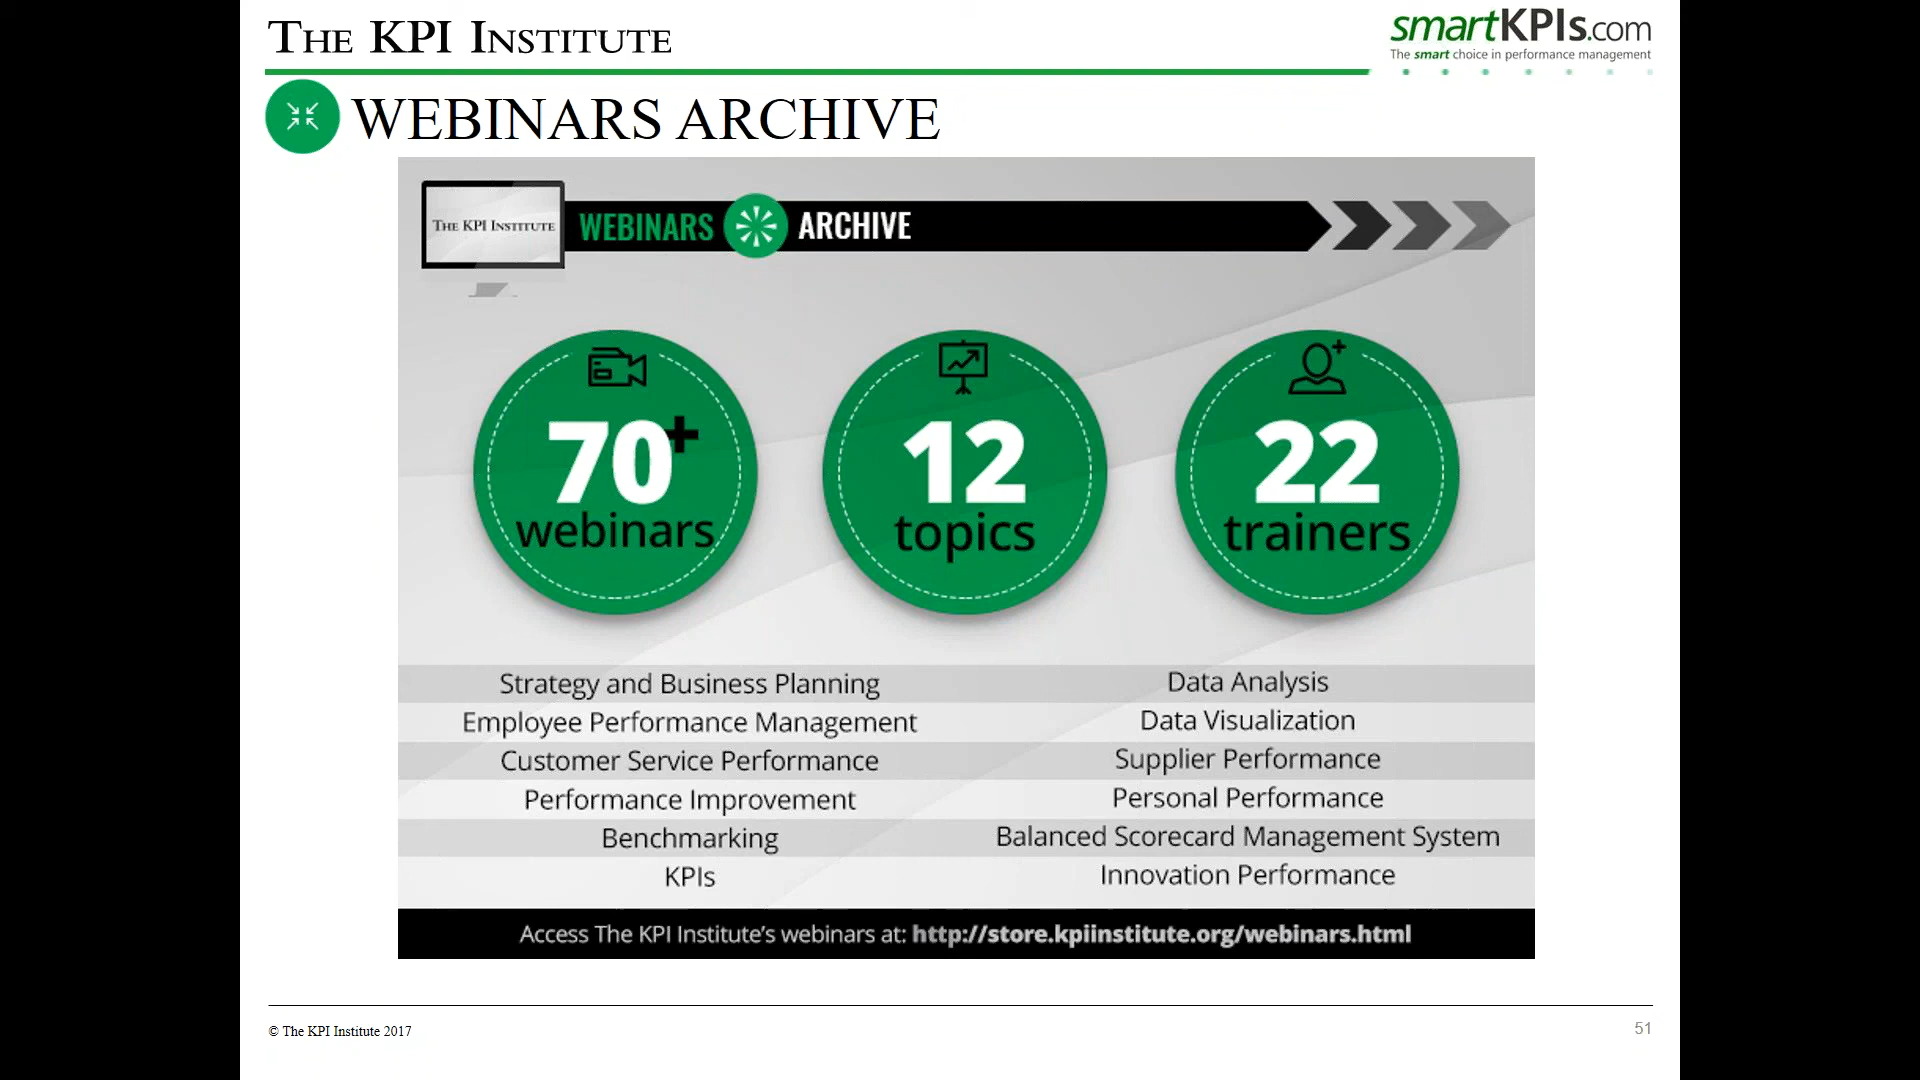 THE KPI INSTITUTE
smartKPIs.com
The smart choice in performance management
WEBINARS ARCHIVE
THE KPI INSTITUTE
WEBINARS ARCHIVE
70+
webinars
12
topics
22
trainers
Strategy and Business Planning
Employee Performance Management
Customer Service Performance
Performance Improvement
Benchmarking
KPIs
Data Analysis
Data Visualization
Supplier Performance
Personal Performance
Balanced Scorecard Management System
Innovation Performance
Access The KPI Institute's webinars at: http://store.kpiinstitute.org/webinars.html
© The KPI Institute 2017
51